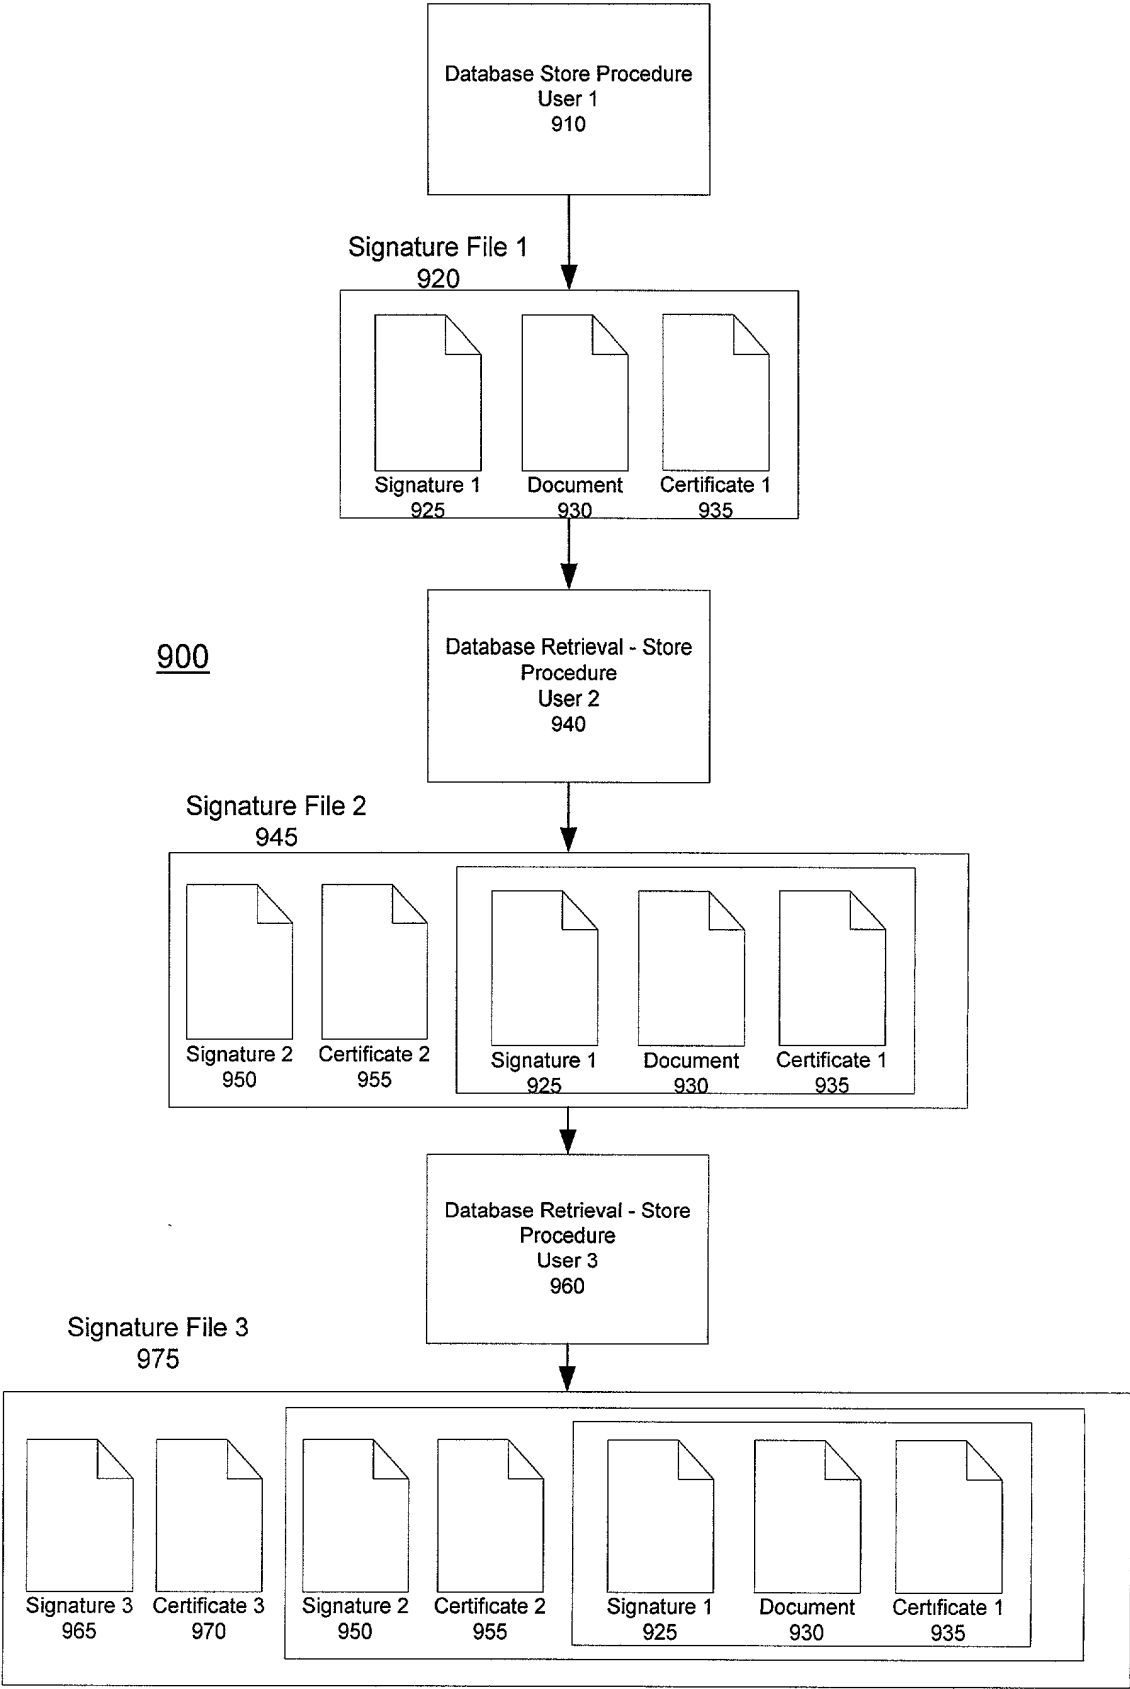 Database Store Procedure
User 1
910
Signature File 1
920
Signature 1
925
Document
930
Certificate 1
935
900
Database Retrieval - Store
Procedure
User 2
940
Signature File 2
945
Signature 2
950
Certificate 2
955
Signature 1
925
Document
930
Certificate 1
935
Database Retrieval - Store
Procedure
User 3
960
Signature File 3
975
Signature 3
965
Certificate 3
970
Signature 2
950
Certificate 2
955
Signature 1
925
Document
930
Certificate 1
935